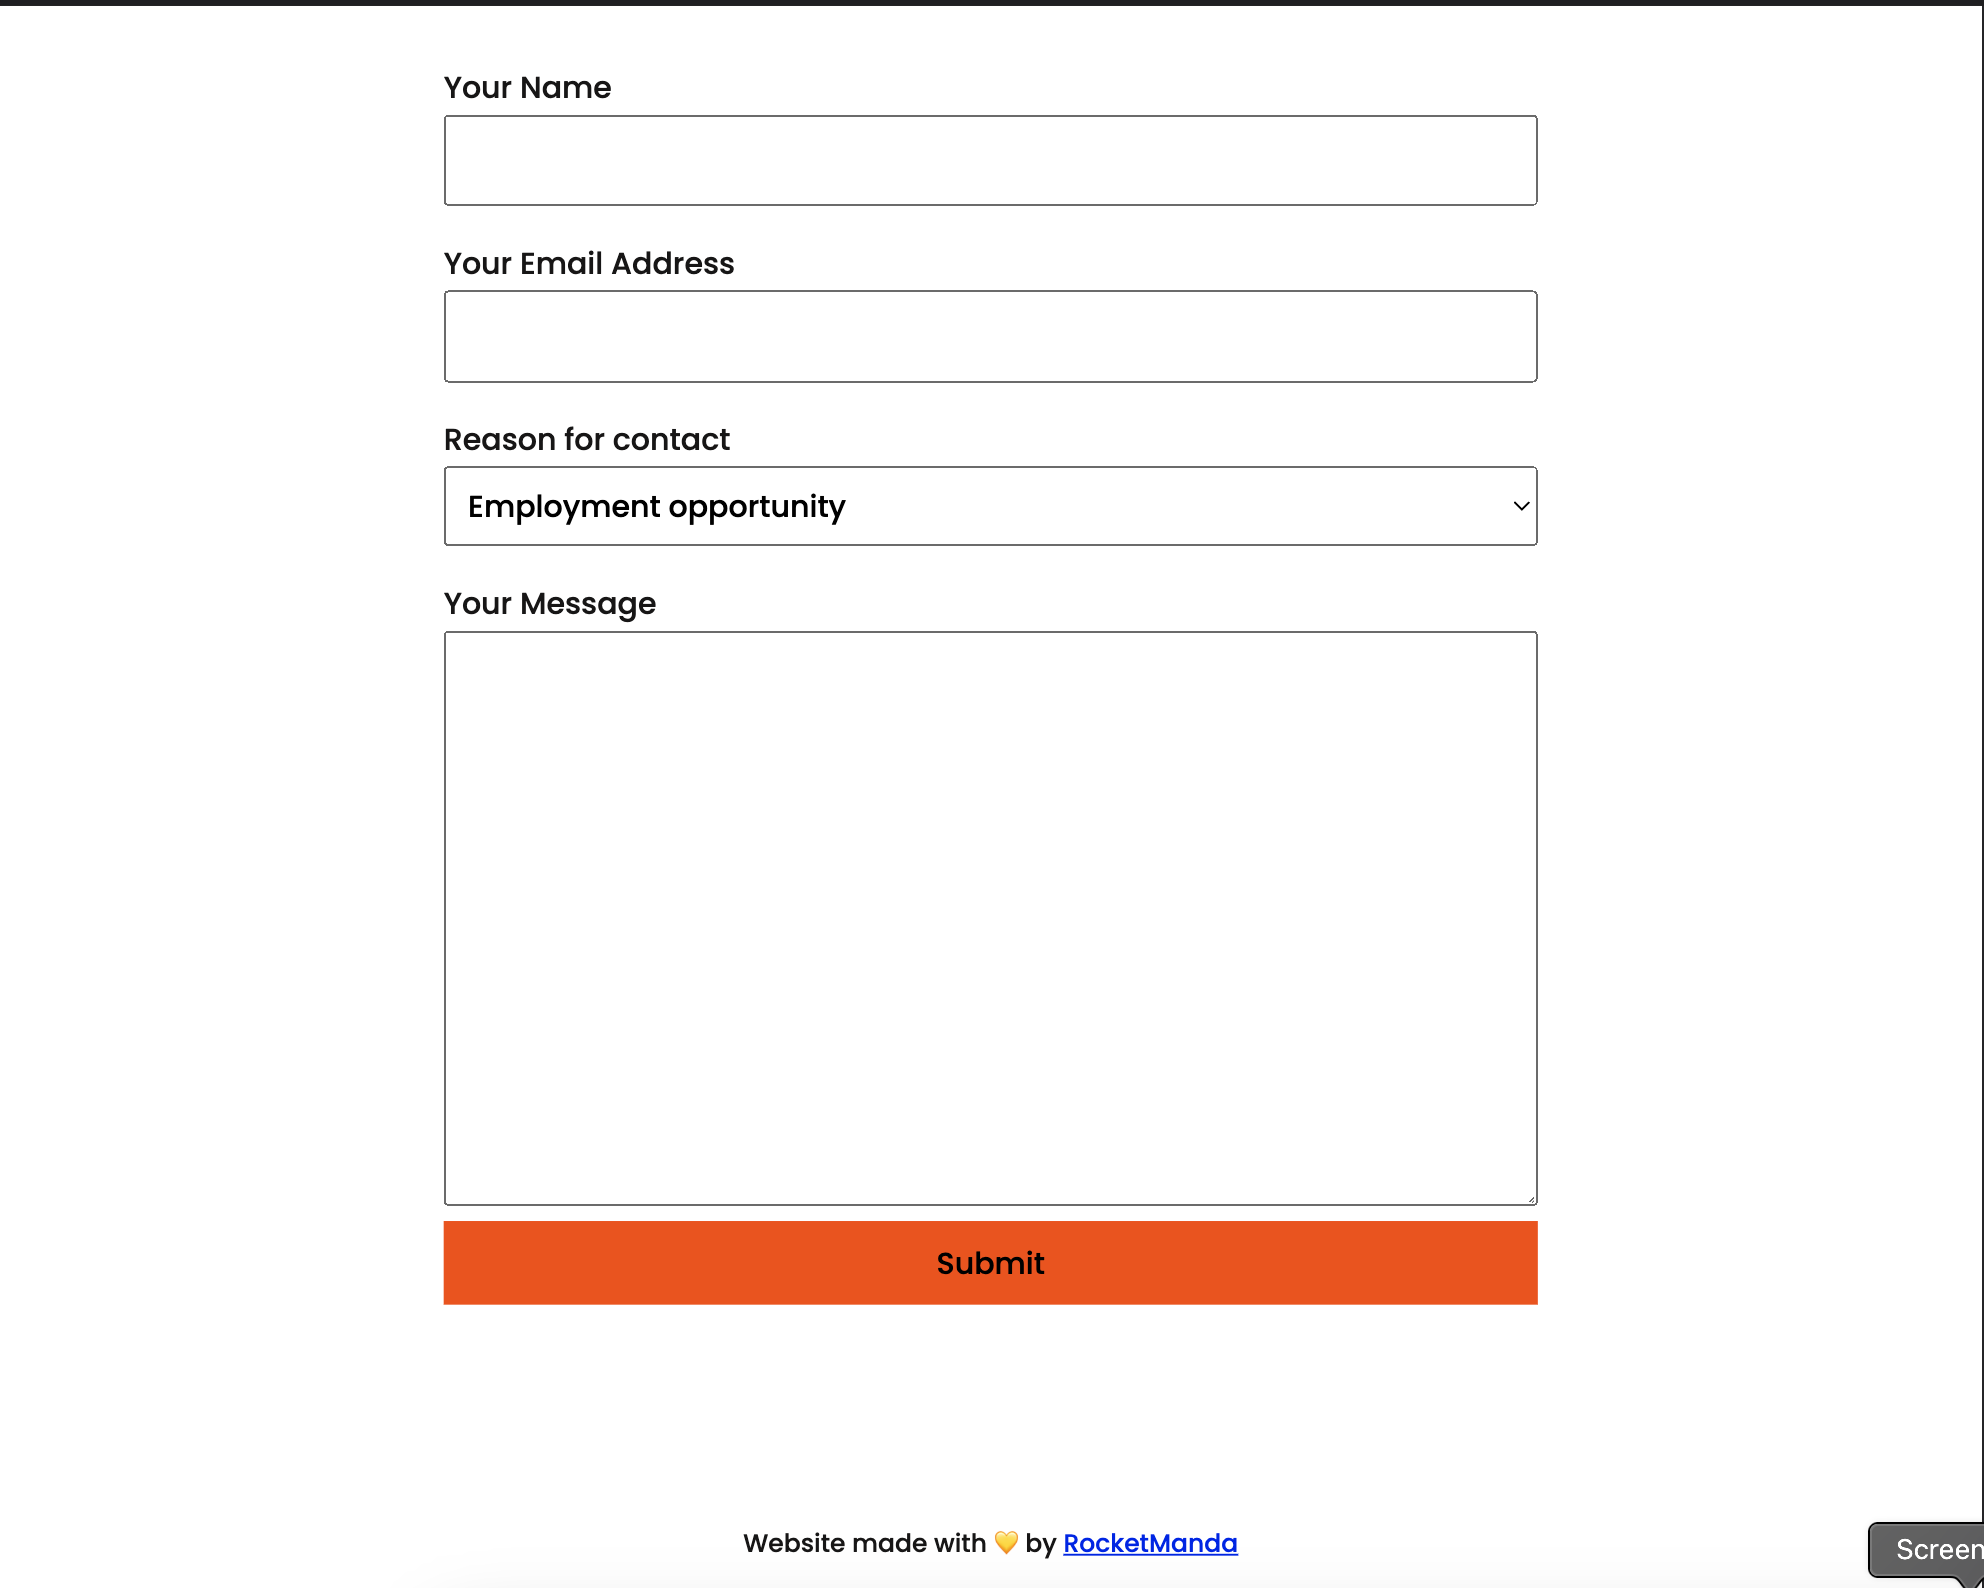 Your Name
Your Email Address
Reason for contact
Employment opportunity
Your Message
Submit
Website made with 💛 by RocketManda
Screen